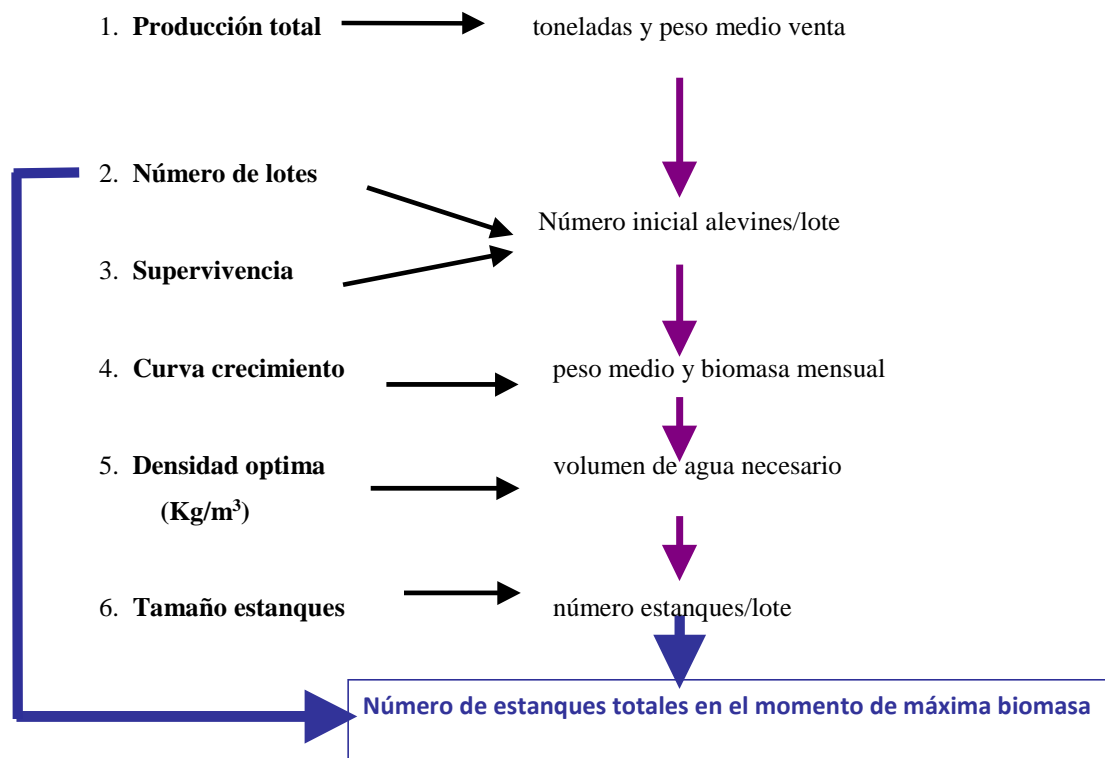 1. Producción total
toneladas y peso medio venta
2. Número de lotes
Número inicial alevines/lote
3. Supervivencia
4. Curva crecimiento
peso medio y biomasa mensual
5. Densidad optima
(Kg/m³)
volumen de agua necesario
6. Tamaño estanques
número estanques/lote
Número de estanques totales en el momento de máxima biomasa